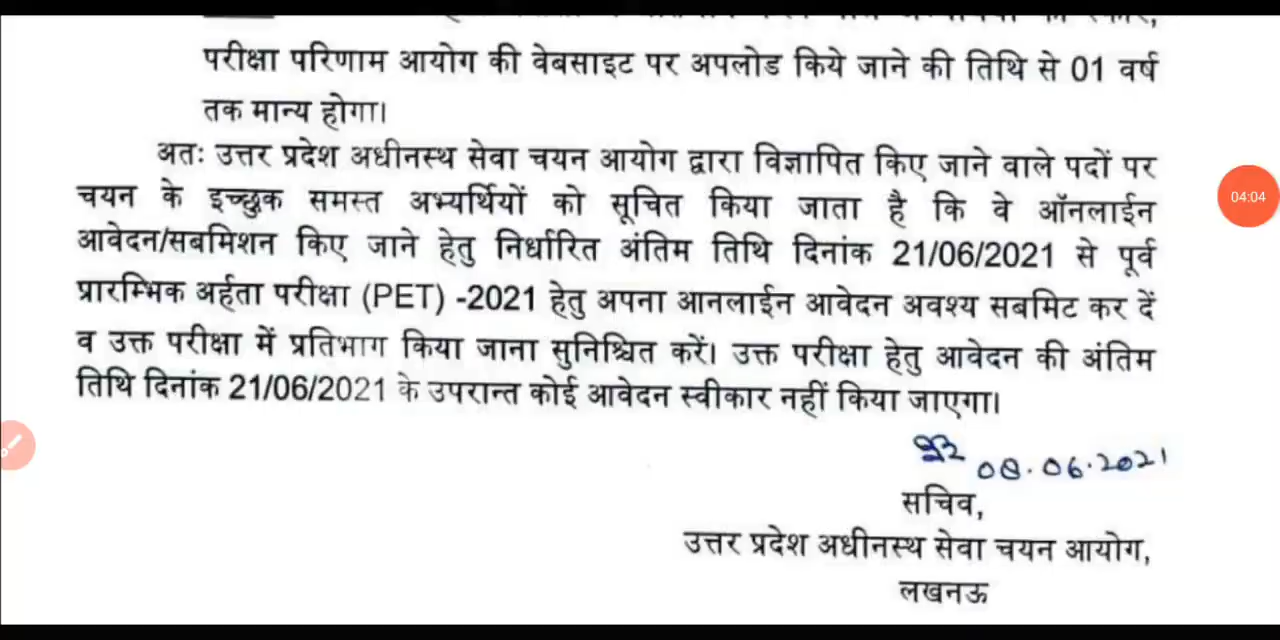 परीक्षा परिणाम आयोग की वेबसाइट पर अपलोड किये जाने की तिथि से 01 वर्ष
तक मान्य होगा।
अतः उत्तर प्रदेश अधीनस्थ सेवा चयन आयोग द्वारा विज्ञापित किए जाने वाले पदों पर
चयन के इच्छुक समस्त अभ्यर्थियों को सूचित किया जाता है कि वे ऑनलाईन
आवेदन/सबमिशन किए जाने हेतु निर्धारित अंतिम तिथि दिनांक 21/06/2021 से पूर्व
प्रारम्भिक अर्हता परीक्षा (PET) -2021 हेतु अपना आनलाईन आवेदन अवश्य सबमिट कर दें
व उक्त परीक्षा में प्रतिभाग किया जाना सुनिश्चित करें। उक्त परीक्षा हेतु आवेदन की अंतिम
तिथि दिनांक 21/06/2021 के उपरान्त कोई आवेदन स्वीकार नहीं किया जाएगा।
08.06.2021
सचिव,
उत्तर प्रदेश अधीनस्थ सेवा चयन आयोग,
लखनऊ
04:04